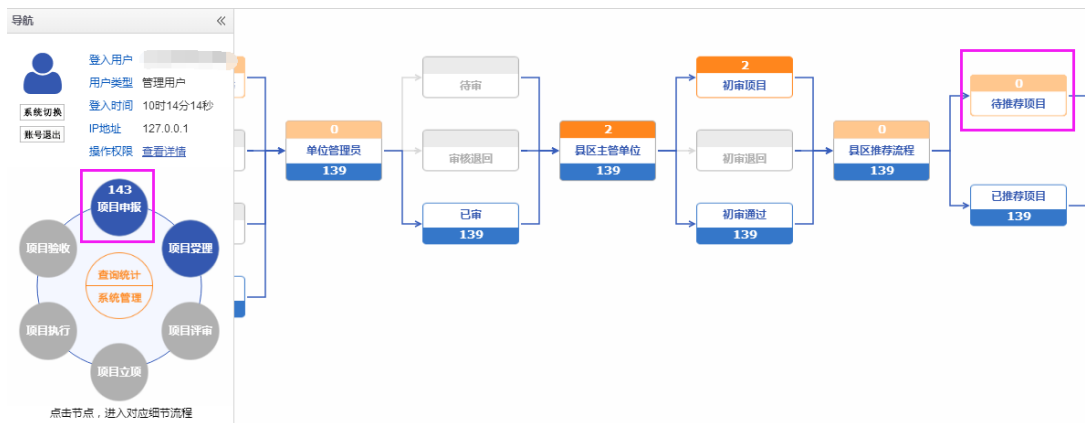 导航
登入用户
用户类型 管理用户
登入时间 10时14分14秒
IP地址 127.0.0.1
操作权限 查看详情
系统切换
账号退出
143
项目申报
项目受理
项目评审
项目立项
项目执行
项目验收
查询统计
系统管理
点击节点，进入对应细节流程
0
单位管理员
139
待审
审核退回
已审
139
2
县区主管单位
139
2
初审项目
初审退回
初审通过
139
0
县区推荐流程
139
0
待推荐项目
已推荐项目
139